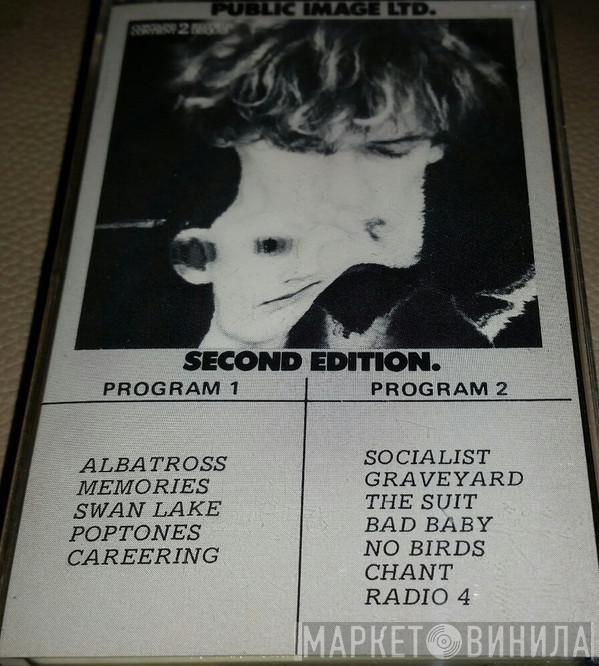 PUBLIC IMAGE LTD.
2
SECOND EDITION.
PROGRAM 1
ALBATROSS
MEMORIES
SWAN LAKE
POPTONES
CAREERING
PROGRAM 2
SOCIALIST
GRAVEYARD
THE SUIT
BAD BABY
NO BIRDS
CHANT
RADIO 4
МАРКЕТ ВИНИЛА